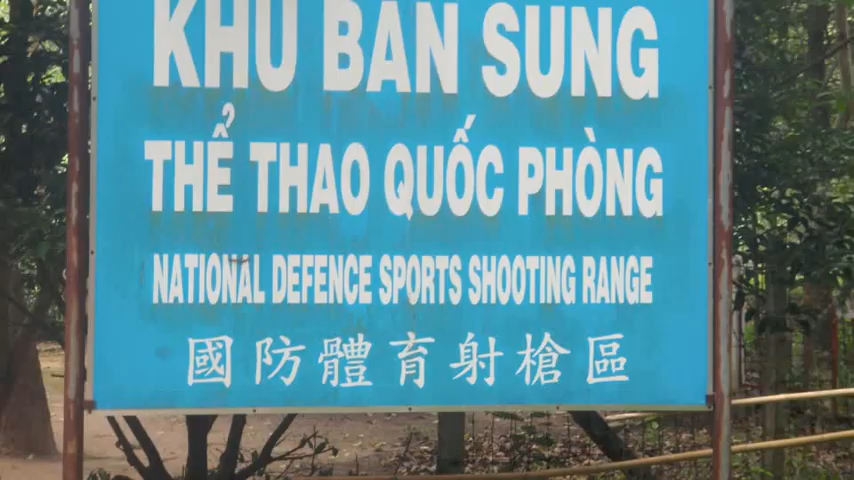 KHU BẮN SÚNG
THỂ THAO QUỐC PHÒNG
NATIONAL DEFENCE SPORTS SHOOTING RANGE
國防體育射槍區